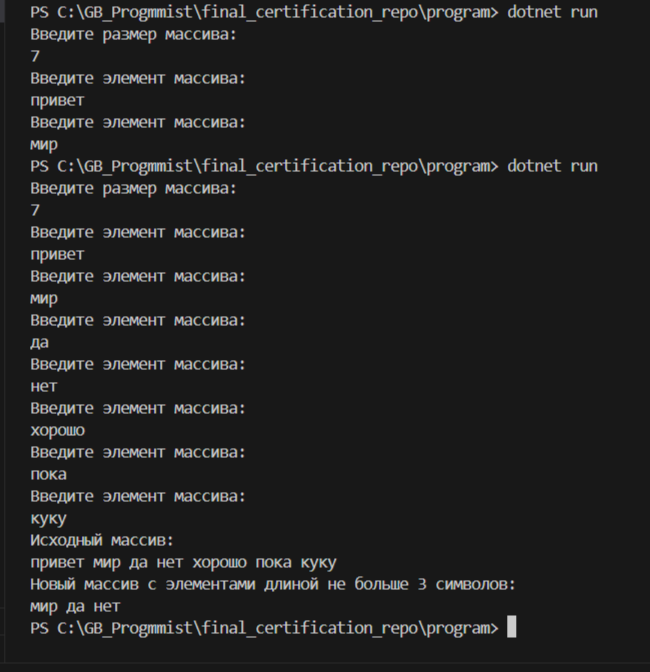 PS C:\GB_Progmmist\final_certification_repo\program> dotnet run
Введите размер массива:
7
Введите элемент массива:
привет
Введите элемент массива:
мир
PS C:\GB_Progmmist\final_certification_repo\program> dotnet run
Введите размер массива:
7
Введите элемент массива:
привет
Введите элемент массива:
мир
Введите элемент массива:
да
Введите элемент массива:
нет
Введите элемент массива:
хорошо
Введите элемент массива:
пока
Введите элемент массива:
куку
Исходный массив:
привет мир да нет хорошо пока куку
Новый массив с элементами длиной не больше 3 символов:
мир да нет
PS C:\GB_Progmmist\final_certification_repo\program>